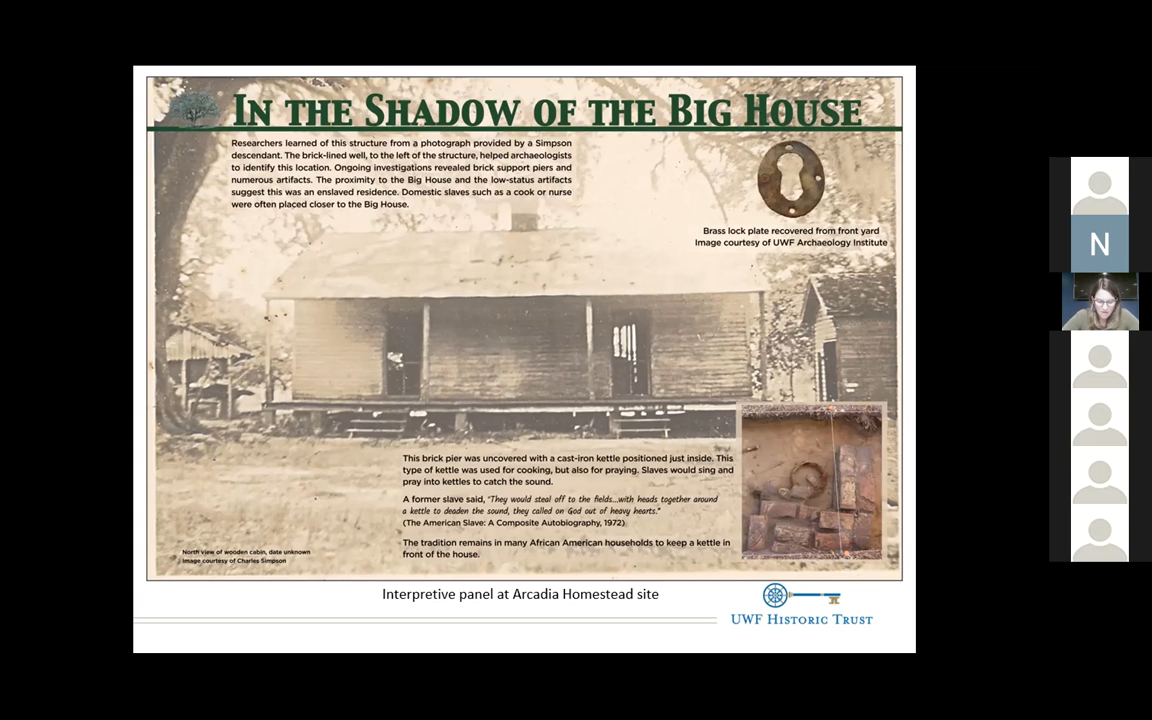 IN THE SHADOW OF THE BIG HOUSE
Researchers learned of this structure from a photograph provided by a Simpson
descendant. The brick-lined well, to the left of the structure, helped archaeologists
to identify this location. Ongoing investigations revealed brick support piers and
numerous artifacts. The proximity to the Big House and the low-status artifacts
suggest this was an enslaved residence. Domestic slaves such as a cook or nurse
were often placed closer to the Big House.
Brass lock plate recovered from front yard
Image courtesy of UWF Archaeology Institute
N
This brick pier was uncovered with a cast-iron kettle positioned just inside. This
type of kettle was used for cooking, but also for praying. Slaves would sing and
pray into kettles to catch the sound.
A former slave said, "They would steal off to the fields...with heads together around
a kettle to deaden the sound, they called on God out of heavy hearts."
(The American Slave: A Composite Autobiography, 1972)
The tradition remains in many African American households to keep a kettle in
front of the house.
North view of wooden cabin, date unknown
Image courtesy of Charles Simpson
Interpretive panel at Arcadia Homestead site
UWF HISTORIC TRUST